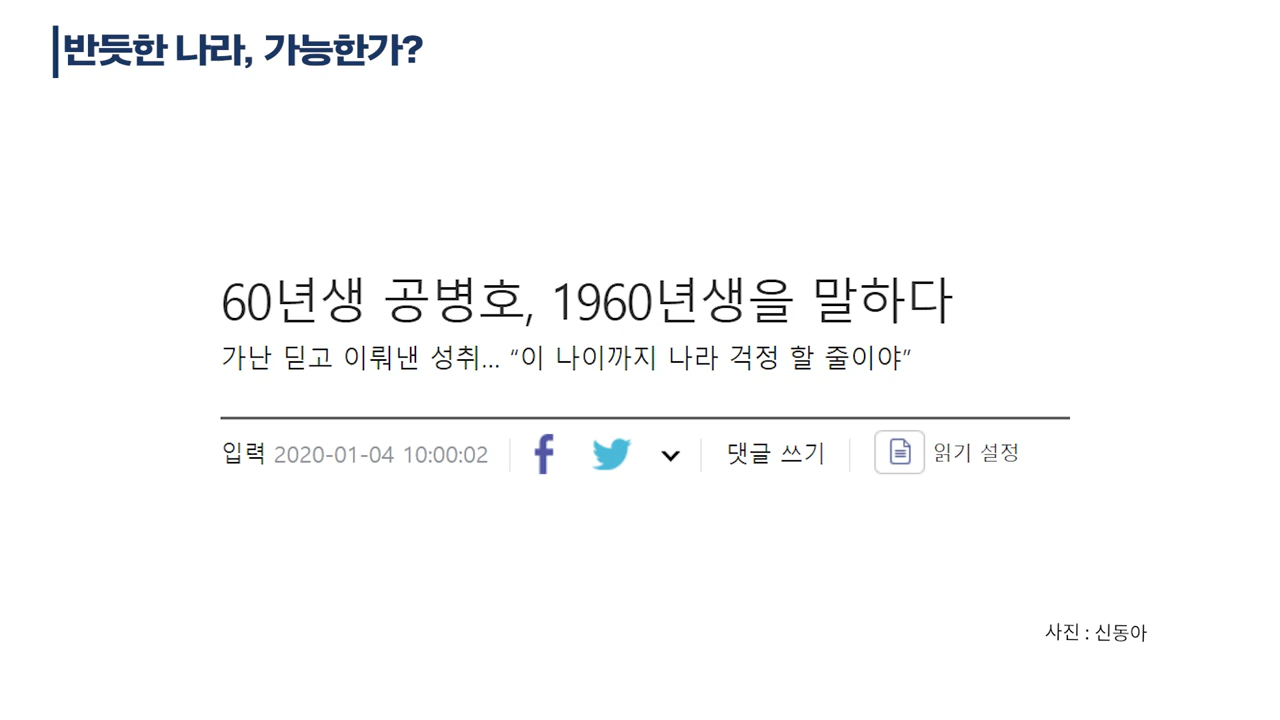 반듯한 나라, 가능한가?
60년생 공병호, 1960년생을 말하다
가난 딛고 이뤄낸 성취... “이 나이까지 나라 걱정 할 줄이야”
입력 2020-01-04 10:00:02 댓글 쓰기 읽기 설정
사진 : 신동아